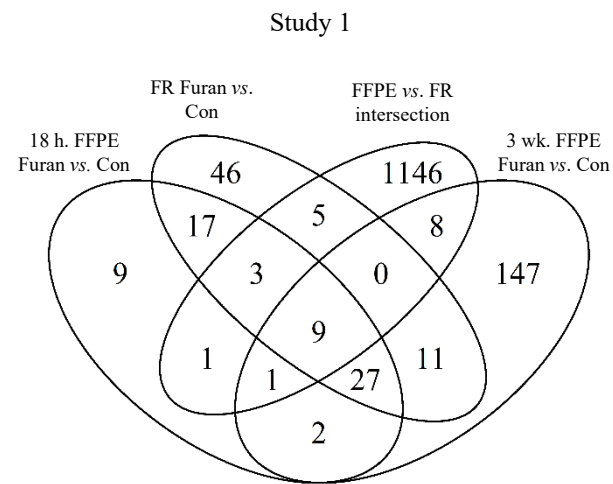 Study 1
FR Furan vs.
Con
FFPE vs. FR
intersection
18 h. FFPE
Furan vs. Con
3 wk. FFPE
Furan vs. Con
46
1146
17
5
8
9
3
0
147
9
1
11
1
27
2